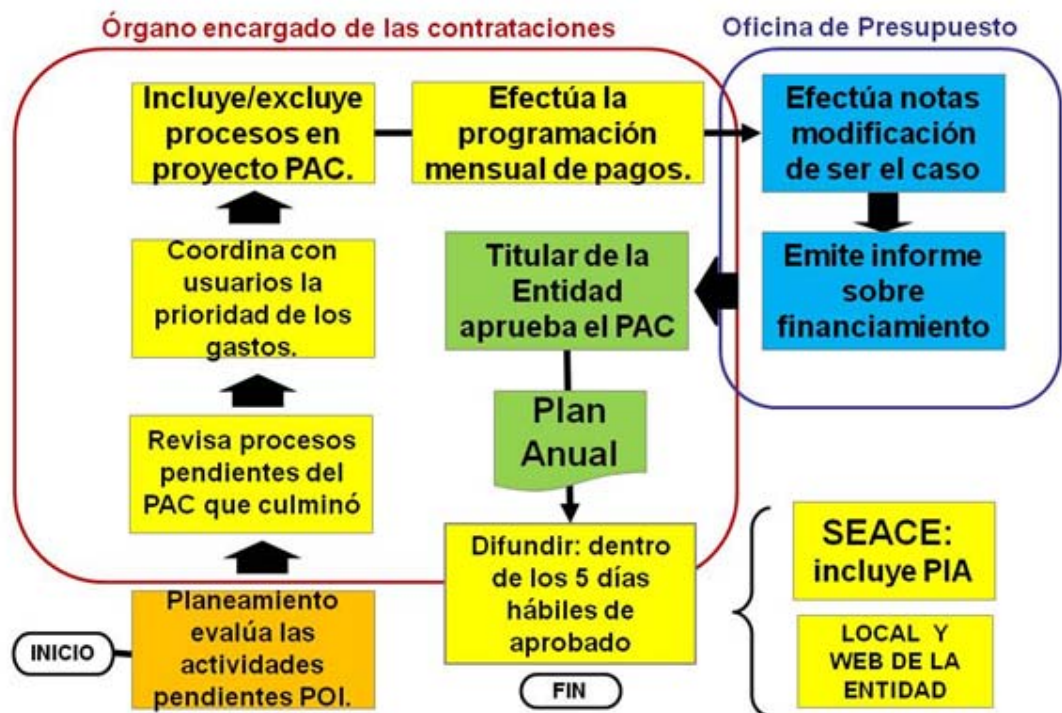 Órgano encargado de las contrataciones
Oficina de Presupuesto
Incluye/excluye
procesos en
proyecto PAC.
Efectúa la
programación
mensual de pagos.
Efectúa notas
modificación
de ser el caso
Coordina con
usuarios la
prioridad de los
gastos.
Titular de la
Entidad
aprueba el PAC
Emite informe
sobre
financiamiento
Plan
Anual
Revisa procesos
pendientes del
PAC que culminó
Difundir: dentro
de los 5 días
hábiles de
aprobado
SEACE:
incluye PIA
INICIO
Planeamiento
evalúa las
actividades
pendientes POI.
FIN
LOCAL Y
WEB DE LA
ENTIDAD